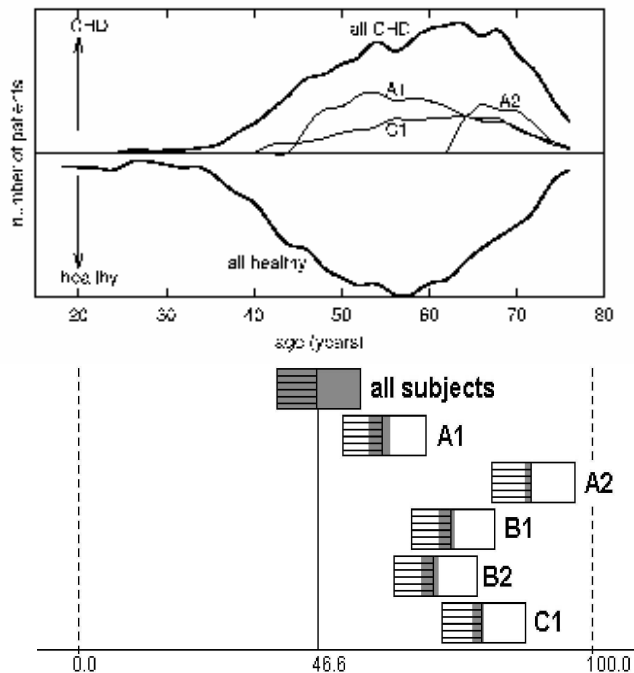 CHD
all CHD
A1
A2
C1
number of patients
all healthy
healthy
20 30 40 50 60 70 80
age (years)
all subjects
A1
A2
B1
B2
C1
0.0 46.6 100.0